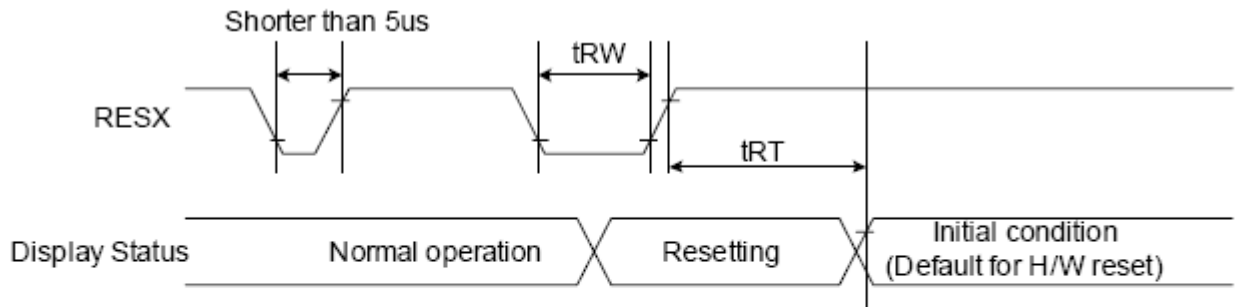 Shorter than 5us
tRW
RESX
tRT
Display Status
Normal operation
Resetting
Initial condition
(Default for H/W reset)